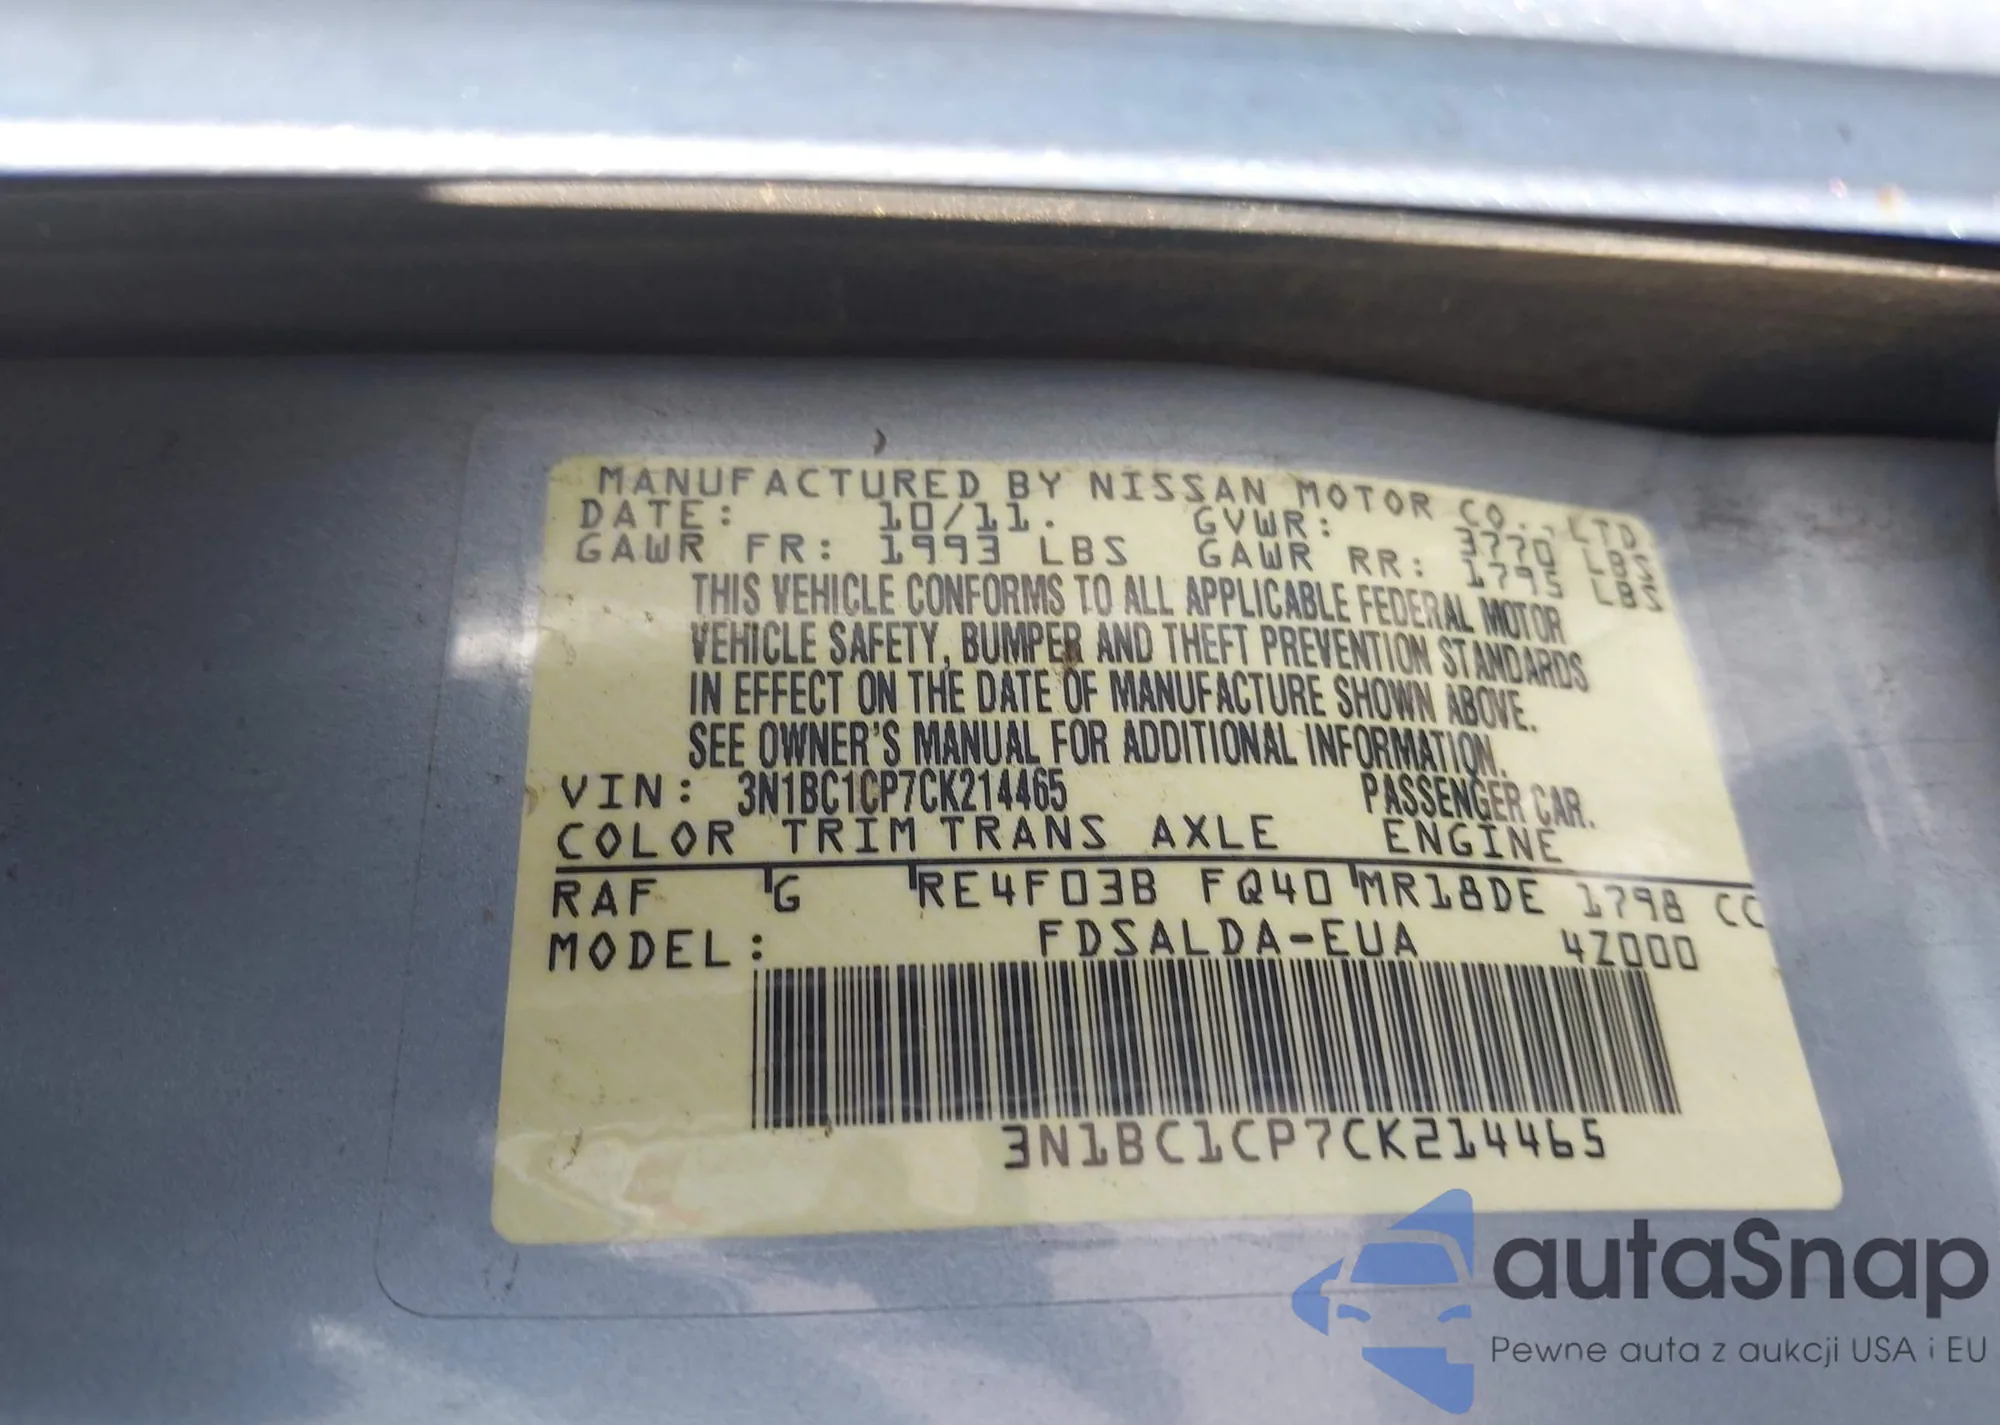 MANUFACTURED BY NISSAN MOTOR CO., LTD.
DATE: 10/11. GVWR: 3770 LBS
GAWR FR: 1993 LBS GAWR RR: 1795 LBS
THIS VEHICLE CONFORMS TO ALL APPLICABLE FEDERAL MOTOR
VEHICLE SAFETY, BUMPER AND THEFT PREVENTION STANDARDS
IN EFFECT ON THE DATE OF MANUFACTURE SHOWN ABOVE.
SEE OWNER'S MANUAL FOR ADDITIONAL INFORMATION.
VIN: 3N1BC1CP7CK214465 PASSENGER CAR.
COLOR TRIM TRANS AXLE ENGINE
RAF G RE4F03B FQ40 MR18DE 1798 CC
MODEL: FDSALDA-EUA 4Z000
3N1BC1CP7CK214465
autaSnap
Pewne auta z aukcji USA i EU